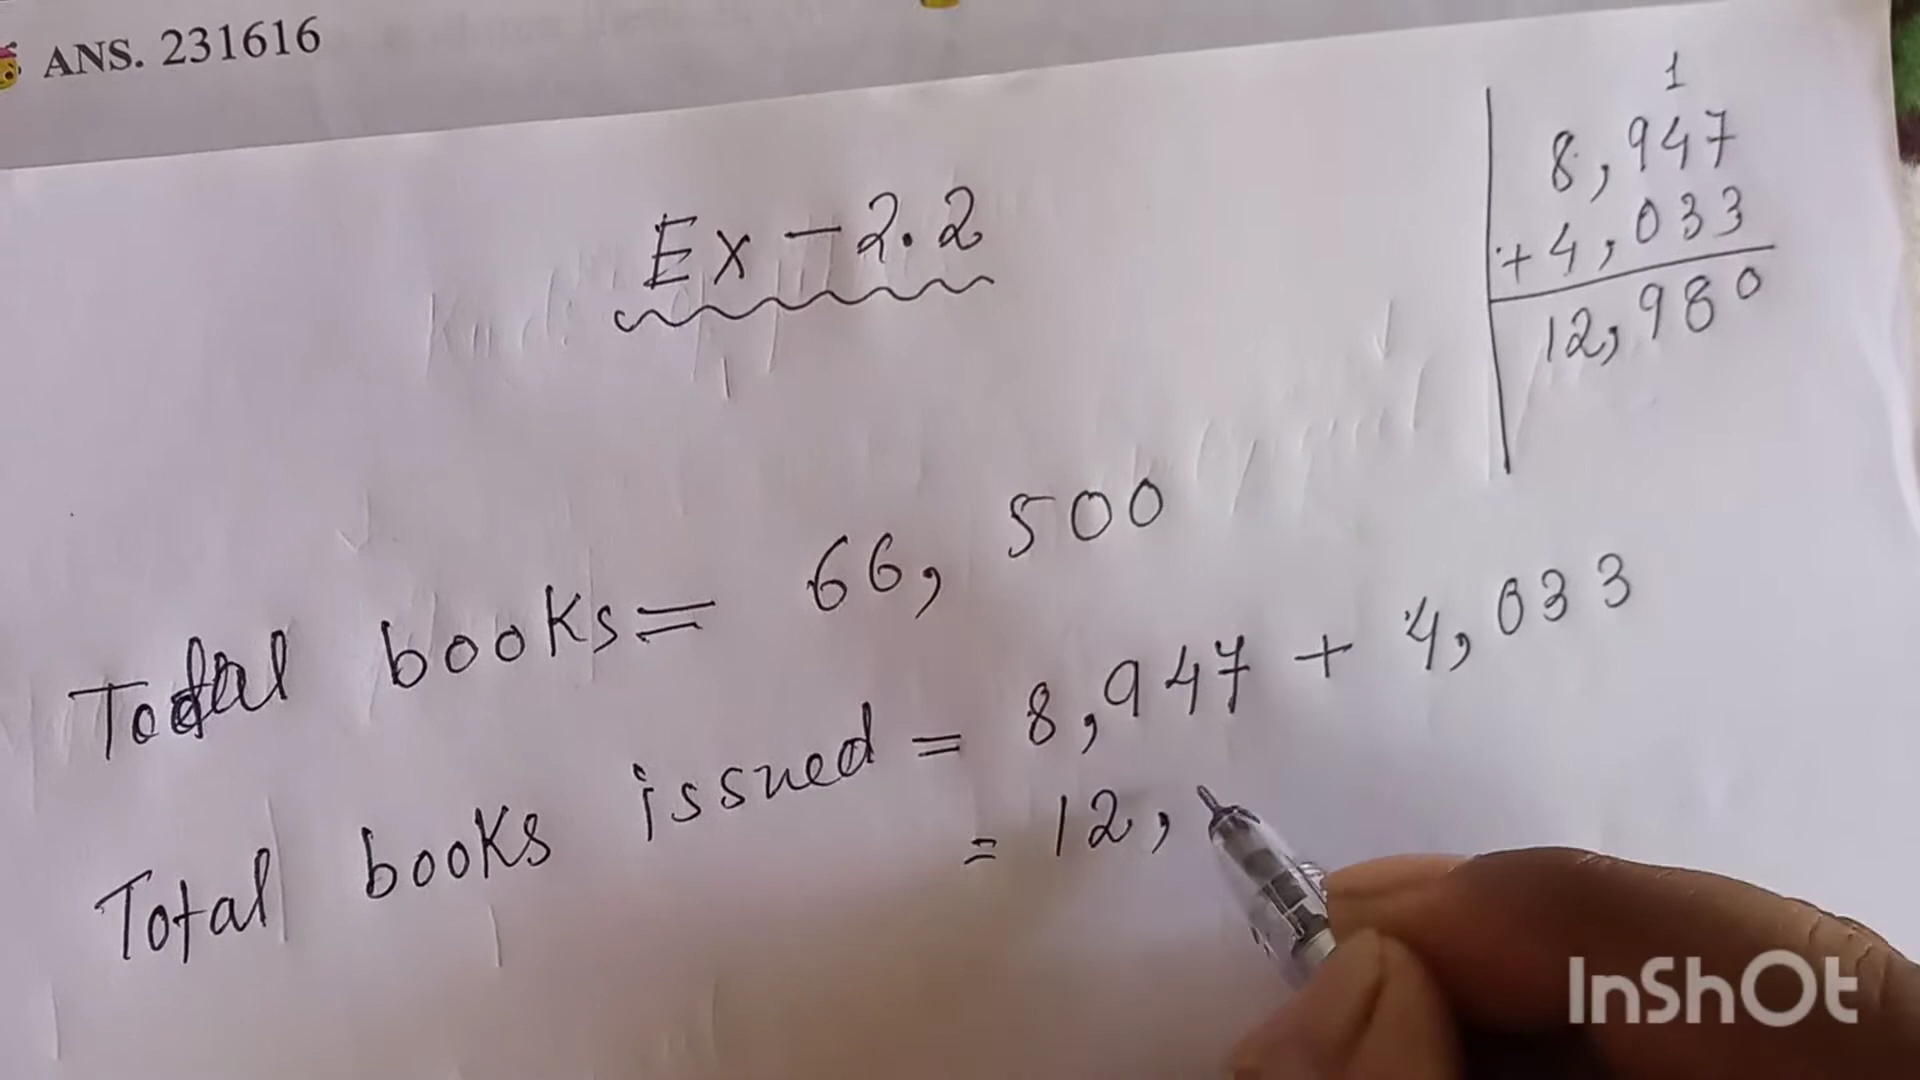 ANS. 231616
Ex - 2.2
1
8,947
+ 4,033
12,980
Total books = 66, 500
Total books issued = 8,947 + 4,033
= 12,
InShOt